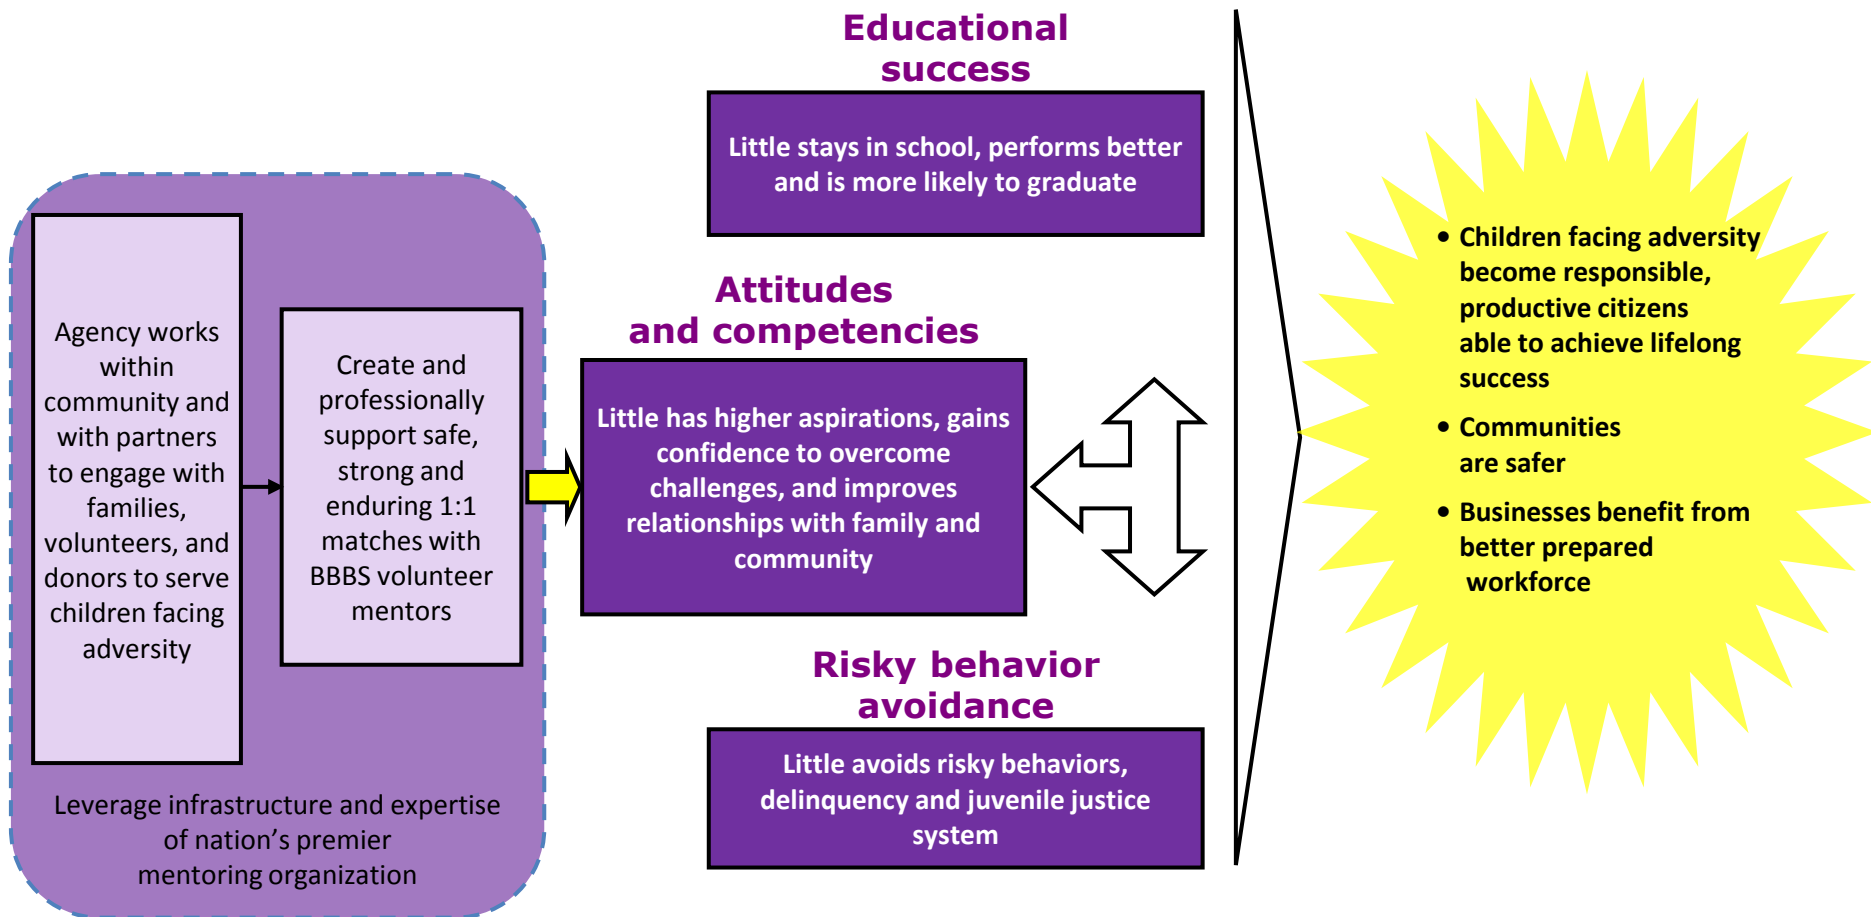 Educational
success
Little stays in school, performs better
and is more likely to graduate
Agency works
within
community and
with partners
to engage with
families,
volunteers, and
donors to serve
children facing
adversity
Create and
professionally
support safe,
strong and
enduring 1:1
matches with
BBBS volunteer
mentors
Leverage infrastructure and expertise
of nation’s premier
mentoring organization
Attitudes
and competencies
Little has higher aspirations, gains
confidence to overcome
challenges, and improves
relationships with family and
community
Risky behavior
avoidance
Little avoids risky behaviors,
delinquency and juvenile justice
system
• Children facing adversity
become responsible,
productive citizens
able to achieve lifelong
success
• Communities
are safer
• Businesses benefit from
better prepared
workforce